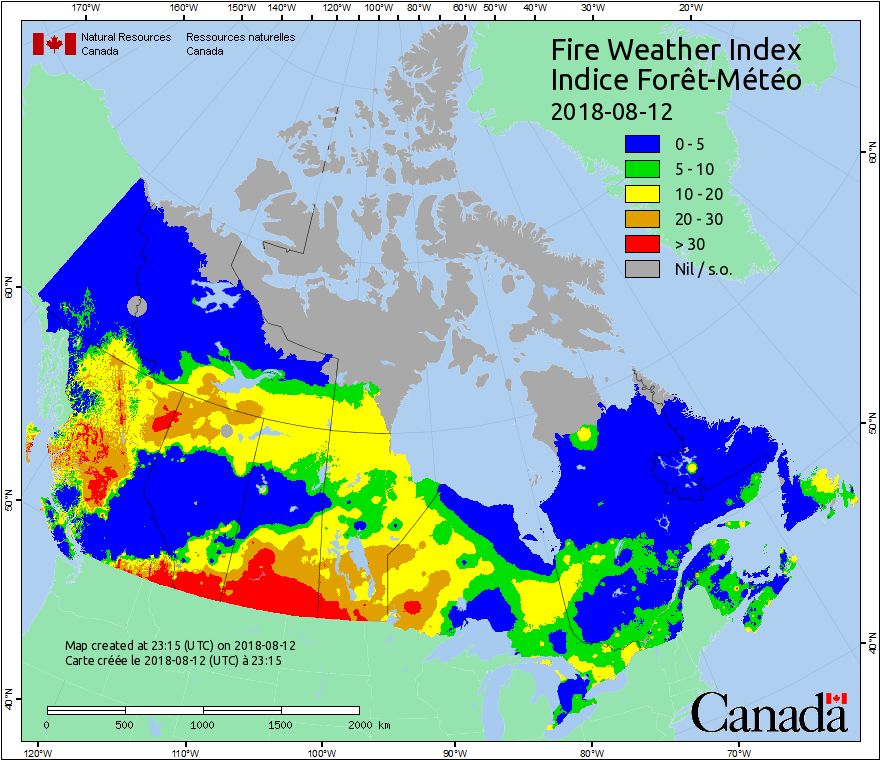 170°W 160°W 150°W 140°W 130°W 120°W 110°W 100°W 90°W 80°W 70°W 60°W 50°W 40°W 30°W 20°W
Natural Resources Canada
Ressources naturelles Canada
Fire Weather Index
Indice Forêt-Météo
2018-08-12
0 - 5
5 - 10
10 - 20
20 - 30
> 30
Nil / s.o.
60°N
60°N
50°N
50°N
40°N
40°N
Map created at 23:15 (UTC) on 2018-08-12
Carte créée le 2018-08-12 (UTC) à 23:15
0 500 1000 1500 2000 km
Canada
120°W 110°W 100°W 90°W 80°W 70°W